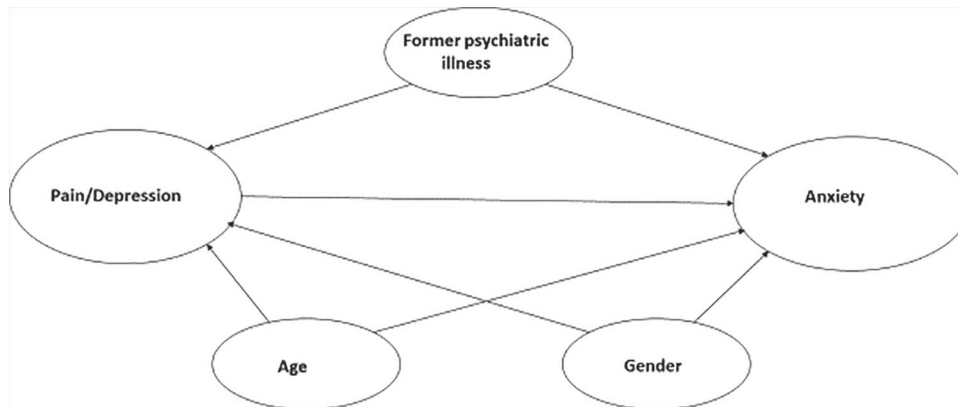 Former psychiatric
illness
Pain/Depression
Anxiety
Age
Gender